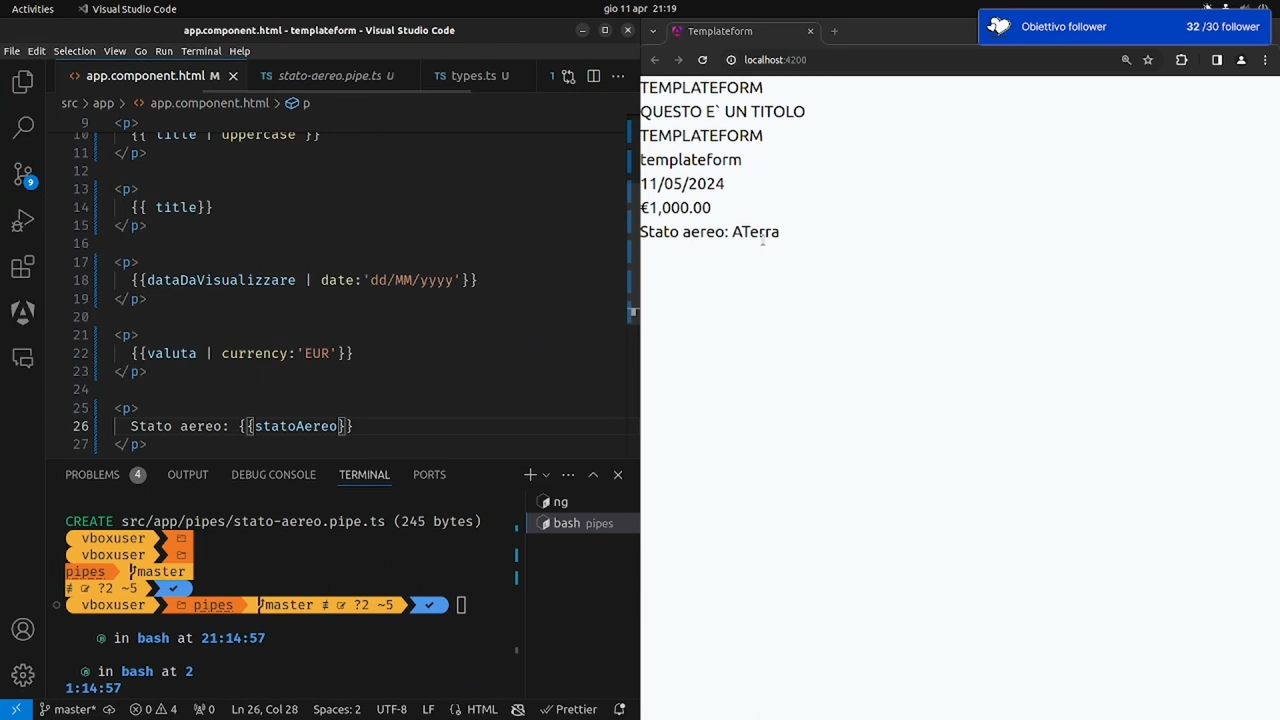 Activities
Visual Studio Code
gio 11 apr 21:19
app.component.html - templateform - Visual Studio Code
File Edit Selection View Go Run Terminal Help
app.component.html M
stato-aereo.pipe.ts U
types.ts U
src > app > app.component.html > p
9 <p>
10 {{ title | uppercase }}
11 </p>
12
13 <p>
14 {{ title}}
15 </p>
16
17 <p>
18 {{dataDaVisualizzare | date:'dd/MM/yyyy'}}
19 </p>
20
21 <p>
22 {{valuta | currency:'EUR'}}
23 </p>
24
25 <p>
26 Stato aereo: {{statoAereo}}
27 </p>
9
PROBLEMS 4 OUTPUT DEBUG CONSOLE TERMINAL PORTS
CREATE src/app/pipes/stato-aereo.pipe.ts (245 bytes)
vboxuser
vboxuser
pipes master
≢ ?2 ~5
vboxuser pipes master ≢ ?2 ~5
in bash at 21:14:57
in bash at 2
1:14:57
ng
bash pipes
master* 0 4 0 Ln 26, Col 28 Spaces: 2 UTF-8 LF HTML Prettier
Templateform
localhost:4200
Obiettivo follower 32 /30 follower
TEMPLATEFORM
QUESTO E` UN TITOLO
TEMPLATEFORM
templateform
11/05/2024
€1,000.00
Stato aereo: ATerra